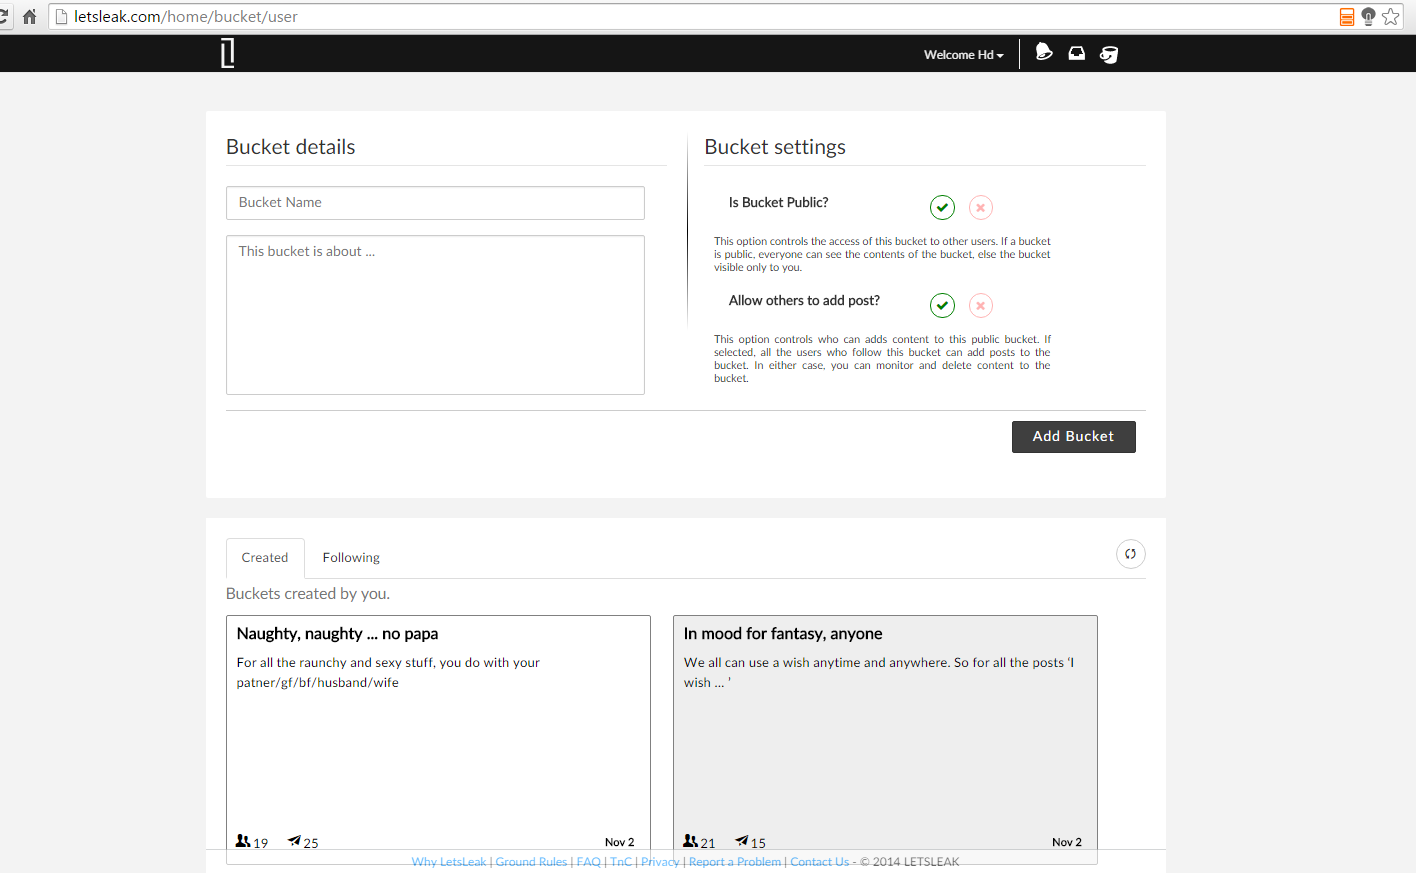 letsleak.com/home/bucket/user
Welcome Hd
Bucket details
Bucket Name
This bucket is about ...
Bucket settings
Is Bucket Public?
This option controls the access of this bucket to other users. If a bucket
is public, everyone can see the contents of the bucket, else the bucket
visible only to you.
Allow others to add post?
This option controls who can adds content to this public bucket. If
selected, all the users who follow this bucket can add posts to the
bucket. In either case, you can monitor and delete content to the
bucket.
Add Bucket
Created
Following
Buckets created by you.
Naughty, naughty ... no papa
For all the raunchy and sexy stuff, you do with your
patner/gf/bf/husband/wife
19
25
Nov 2
In mood for fantasy, anyone
We all can use a wish anytime and anywhere. So for all the posts ‘I
wish ... ’
21
15
Nov 2
Why LetsLeak | Ground Rules | FAQ | TnC | Privacy | Report a Problem | Contact Us - © 2014 LETSLEAK